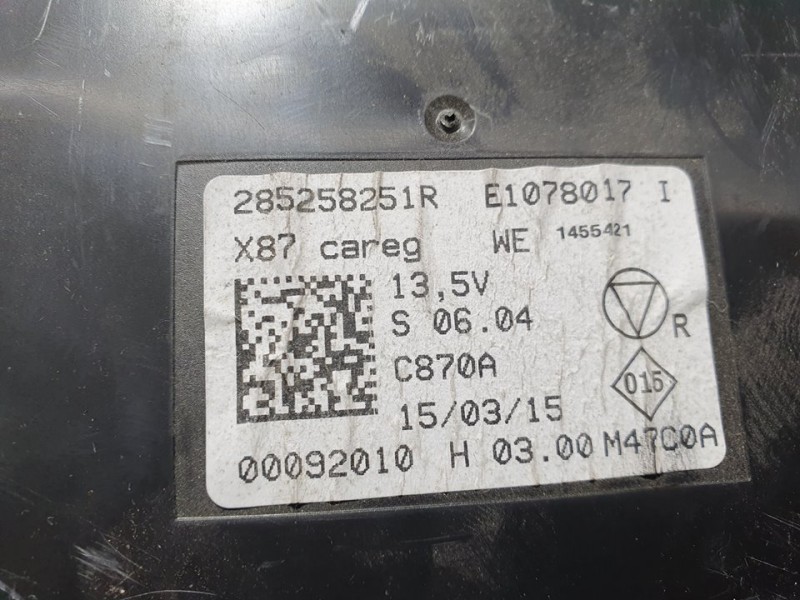 285258251R E1078017 I
X87 careg WE 1455421
13,5V
S 06.04
R
C870A
015
15/03/15
00092010 H 03.00 M47C0A